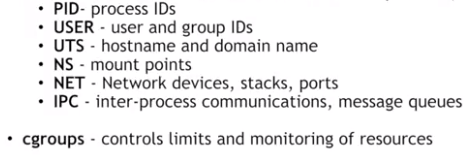 • PID- process IDs
• USER - user and group IDs
• UTS - hostname and domain name
• NS - mount points
• NET - Network devices, stacks, ports
• IPC - inter-process communications, message queues
• cgroups - controls limits and monitoring of resources